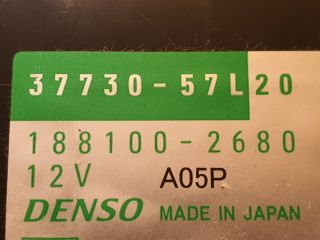 37730-57L20
188100-2680
12V A05P
DENSO MADE IN JAPAN